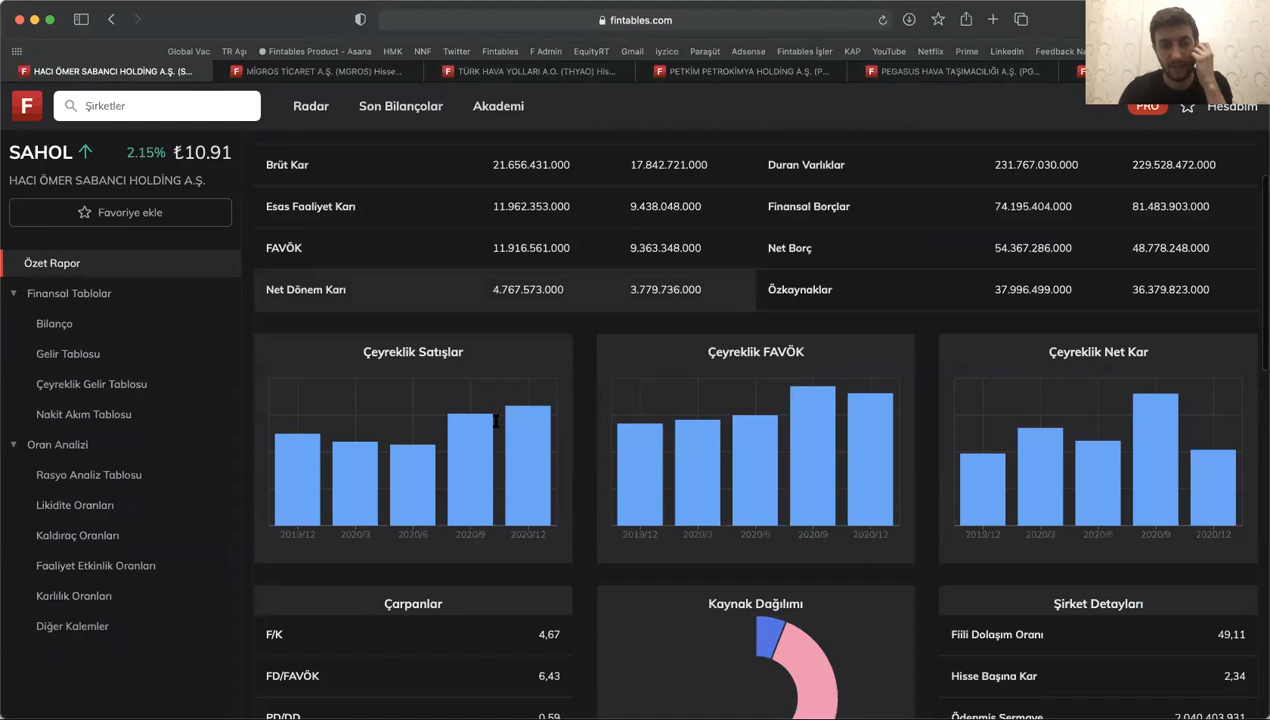 fintables.com
Global Vac TR Aşı Fintables Product - Asana HMK NNF Twitter Fintables F Admin EquityRT Gmail iyzico Paraşüt Adsense Fintables İşler KAP YouTube Netflix Prime LinkedIn Feedback
HACI ÖMER SABANCI HOLDİNG A.Ş. (S... MİGROS TİCARET A.Ş. (MGROS) Hisse... TÜRK HAVA YOLLARI A.O. (THYAO) His... PETKİM PETROKİMYA HOLDİNG A.Ş. (P... PEGASUS HAVA TAŞIMACILIĞI A.Ş. (PG...
F Şirketler Radar Son Bilançolar Akademi PRO Hesabım
SAHOL 2.15% ₺10.91
HACI ÖMER SABANCI HOLDİNG A.Ş.
Favoriye ekle
Özet Rapor
Finansal Tablolar
Bilanço
Gelir Tablosu
Çeyreklik Gelir Tablosu
Nakit Akım Tablosu
Oran Analizi
Rasyo Analiz Tablosu
Likidite Oranları
Kaldıraç Oranları
Faaliyet Etkinlik Oranları
Karlılık Oranları
Diğer Kalemler
Brüt Kar 21.656.431.000 17.842.721.000 Duran Varlıklar 231.767.030.000 229.528.472.000
Esas Faaliyet Karı 11.962.353.000 9.438.048.000 Finansal Borçlar 74.195.404.000 81.483.903.000
FAVÖK 11.916.561.000 9.363.348.000 Net Borç 54.367.286.000 48.778.248.000
Net Dönem Karı 4.767.573.000 3.779.736.000 Özkaynaklar 37.996.499.000 36.379.823.000
Çeyreklik Satışlar
2019/12 2020/3 2020/6 2020/9 2020/12
Çeyreklik FAVÖK
2019/12 2020/3 2020/6 2020/9 2020/12
Çeyreklik Net Kar
2019/12 2020/3 2020/6 2020/9 2020/12
Çarpanlar
F/K 4,67
FD/FAVÖK 6,43
PD/DD 0,59
Kaynak Dağılımı
Şirket Detayları
Fiili Dolaşım Oranı 49,11
Hisse Başına Kar 2,34
Ödenmiş Sermaye 2.040.403.931